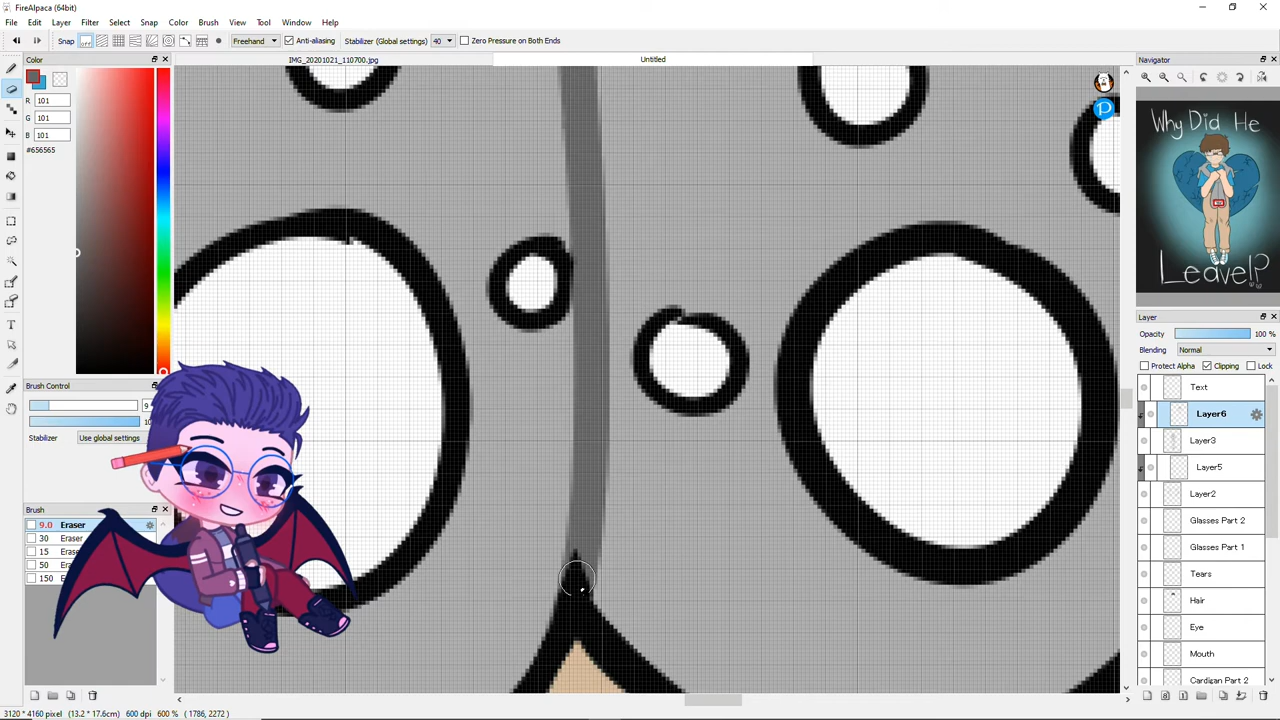 FireAlpaca (64bit)
File Edit Layer Filter Select Snap Color Brush View Tool Window Help
Snap Freehand Anti-aliasing Stabilizer (Global settings) 40 Zero Pressure on Both Ends
Color
IMG_20201021_110700.jpg Untitled
Navigator
R 101
G 101
B 101
#656565
Why Did He
Leave!?
Layer
Opacity 100 %
Blending Normal
Protect Alpha Clipping Lock
Text
Layer6
Layer3
Layer5
Layer2
Glasses Part 2
Glasses Part 1
Tears
Hair
Eye
Mouth
Cardigan Part 2
Brush Control
Stabilizer Use global settings
Brush
9.0 Eraser
30 Eraser
15 Erase
50 Erase
150
3120 * 4160 pixel (13.2 * 17.6cm) 600 dpi 600 % (1786, 2272)